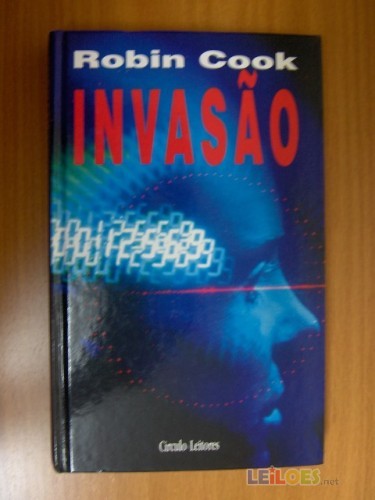 Robin Cook
INVASÃO
Círculo Leitores
LEILOES.net